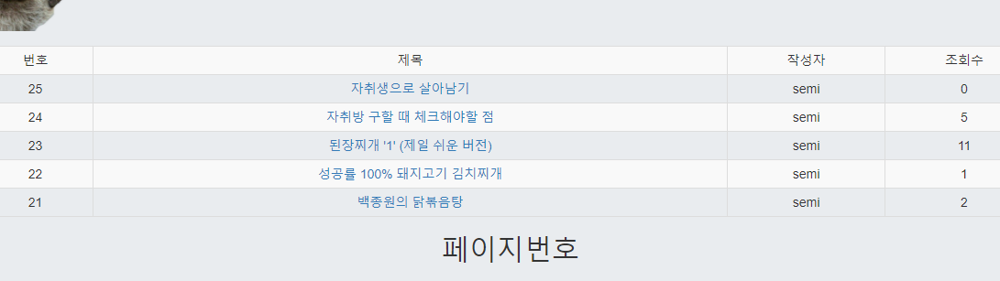 번호 제목 작성자 조회수
25 자취생으로 살아남기 semi 0
24 자취방 구할 때 체크해야할 점 semi 5
23 된장찌개 '1' (제일 쉬운 버전) semi 11
22 성공률 100% 돼지고기 김치찌개 semi 1
21 백종원의 닭볶음탕 semi 2
페이지번호